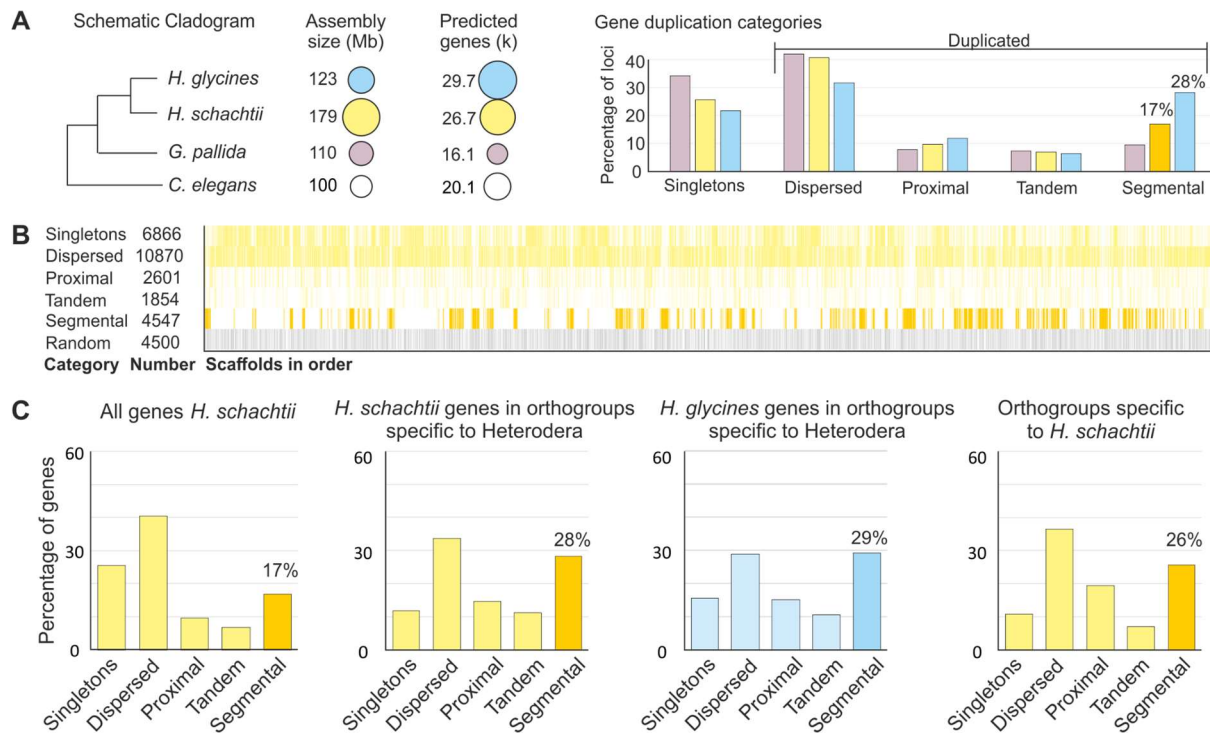 A
Schematic Cladogram
Assembly
size (Mb)
Predicted
genes (k)
H. glycines
123
29.7
H. schachtii
179
26.7
G. pallida
110
16.1
C. elegans
100
20.1
Gene duplication categories
Duplicated
Percentage of loci
40
30
20
10
0
17%
28%
Singletons
Dispersed
Proximal
Tandem
Segmental
B
Singletons 6866
Dispersed 10870
Proximal 2601
Tandem 1854
Segmental 4547
Random 4500
Category Number Scaffolds in order
C
All genes H. schachtii
Percentage of genes
60
30
0
17%
Singletons
Dispersed
Proximal
Tandem
Segmental
H. schachtii genes in orthogroups
specific to Heterodera
60
30
0
28%
Singletons
Dispersed
Proximal
Tandem
Segmental
H. glycines genes in orthogroups
specific to Heterodera
60
30
0
29%
Singletons
Dispersed
Proximal
Tandem
Segmental
Orthogroups specific
to H. schachtii
60
30
0
26%
Singletons
Dispersed
Proximal
Tandem
Segmental